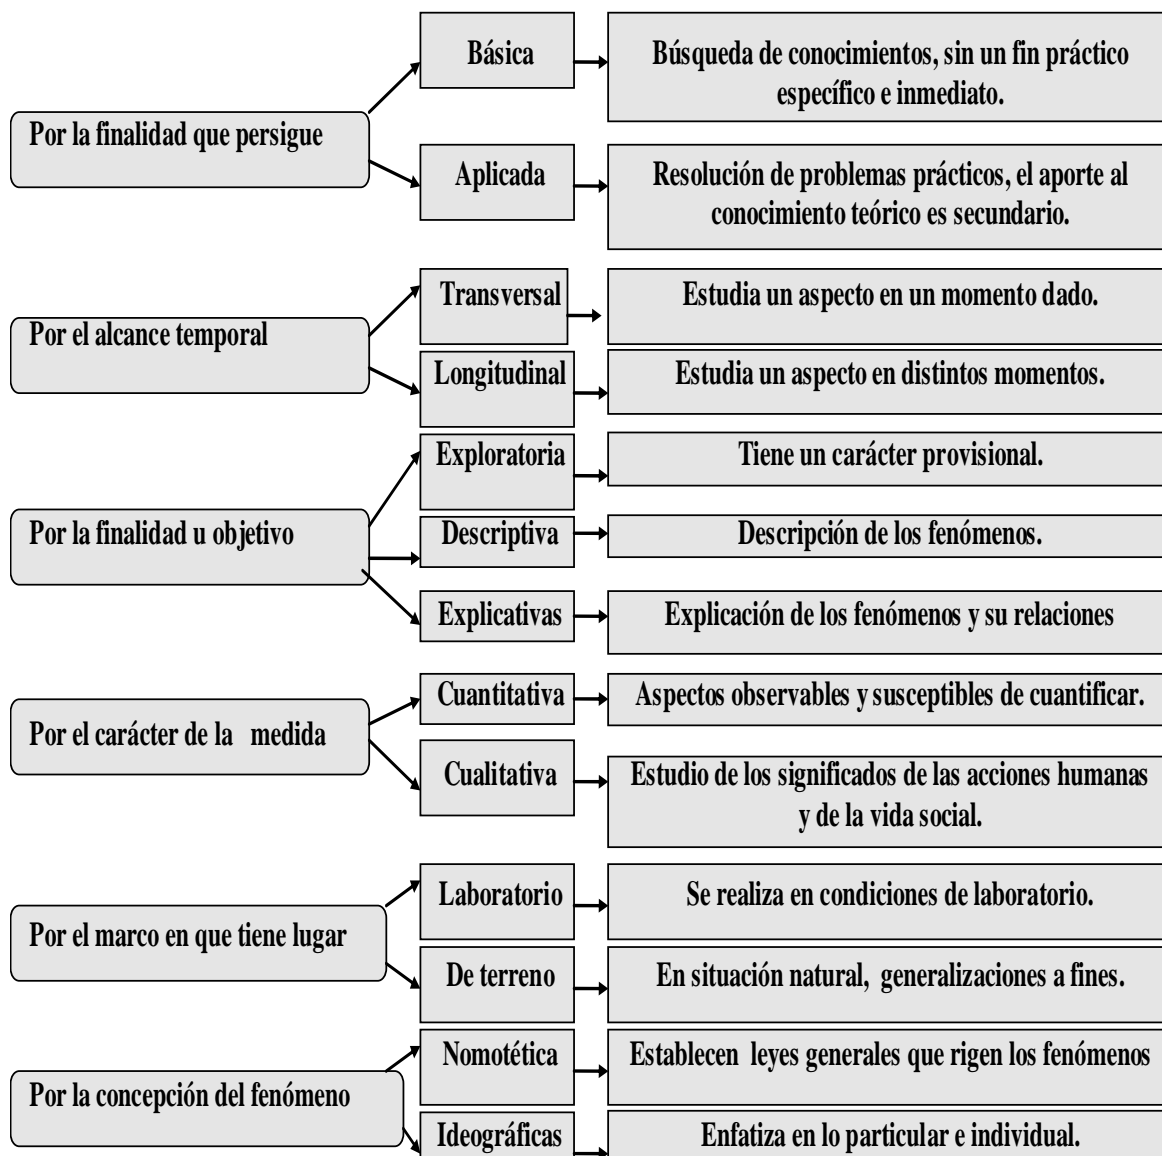 Por la finalidad que persigue
Básica
Búsqueda de conocimientos, sin un fin práctico
específico e inmediato.
Aplicada
Resolución de problemas prácticos, el aporte al
conocimiento teórico es secundario.
Por el alcance temporal
Transversal
Estudia un aspecto en un momento dado.
Longitudinal
Estudia un aspecto en distintos momentos.
Por la finalidad u objetivo
Exploratoria
Tiene un carácter provisional.
Descriptiva
Descripción de los fenómenos.
Explicativas
Explicación de los fenómenos y su relaciones
Por el carácter de la medida
Cuantitativa
Aspectos observables y susceptibles de cuantificar.
Cualitativa
Estudio de los significados de las acciones humanas
y de la vida social.
Por el marco en que tiene lugar
Laboratorio
Se realiza en condiciones de laboratorio.
De terreno
En situación natural, generalizaciones a fines.
Por la concepción del fenómeno
Nomotética
Establecen leyes generales que rigen los fenómenos
Ideográficas
Enfatiza en lo particular e individual.